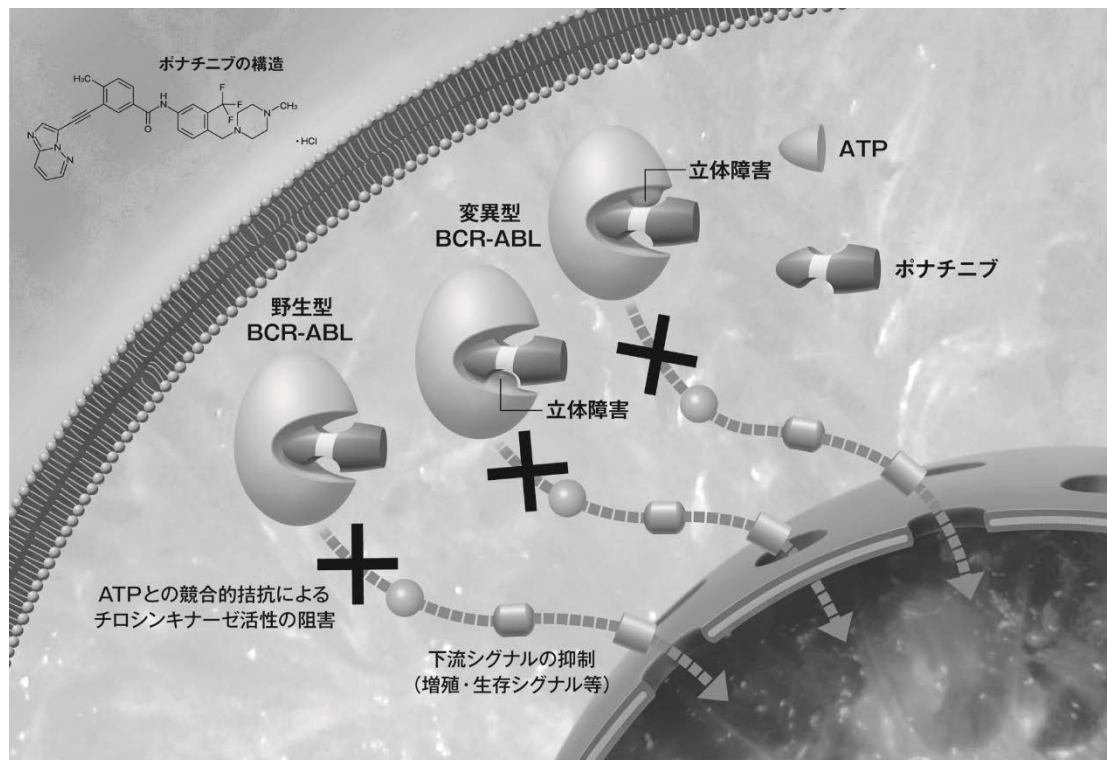 ポナチニブの構造
H₃C
H
N
O
F
F
F
N
N
CH₃
N
N
N
・HCl
ATP
立体障害
変異型
BCR-ABL
ポナチニブ
野生型
BCR-ABL
立体障害
ATPとの競合的拮抗による
チロシンキナーゼ活性の阻害
下流シグナルの抑制
(増殖・生存シグナル等)